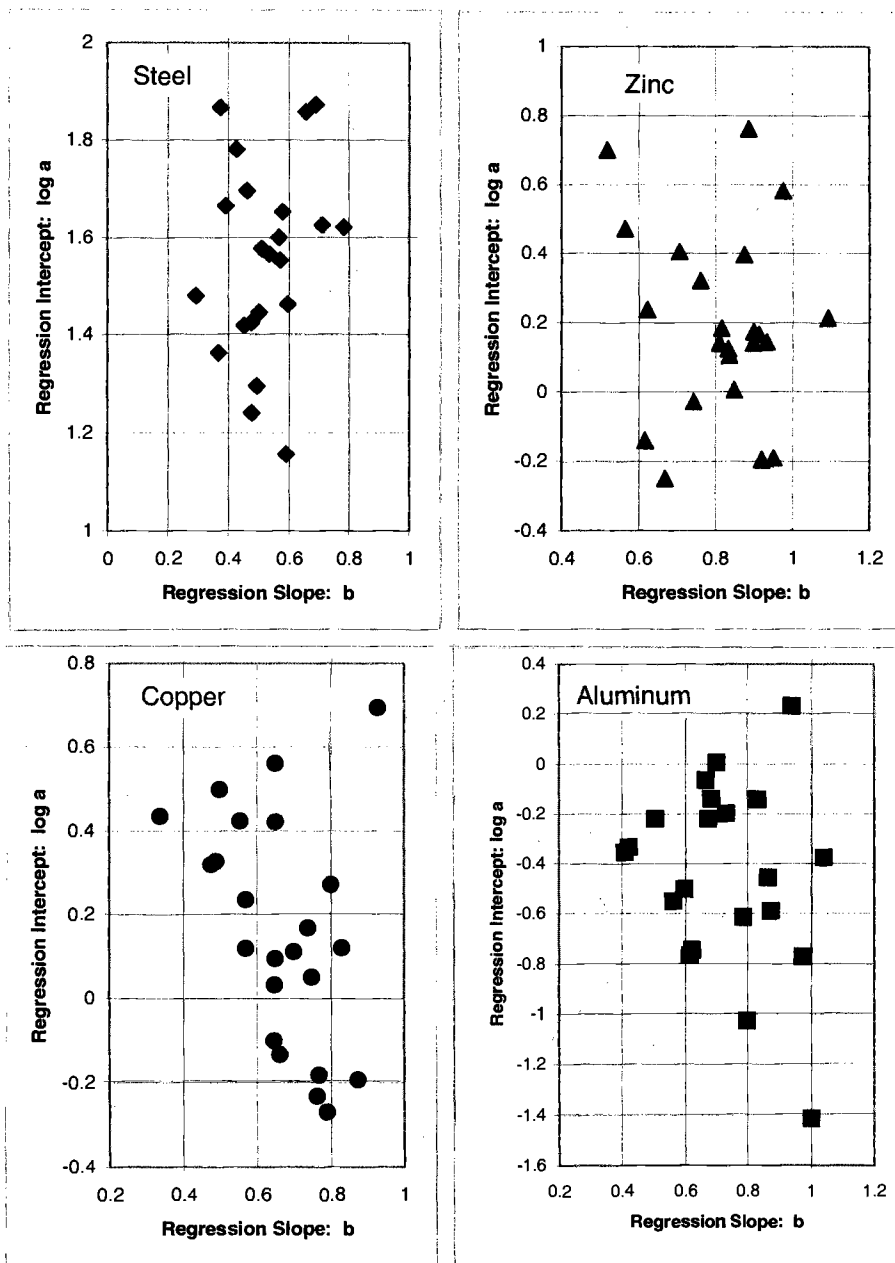 Steel
2
1.8
1.6
1.4
1.2
1
0 0.2 0.4 0.6 0.8 1
Regression Intercept: log a
Regression Slope: b
Zinc
1
0.8
0.6
0.4
0.2
0
-0.2
-0.4
0.4 0.6 0.8 1 1.2
Regression Intercept: log a
Regression Slope: b
Copper
0.8
0.6
0.4
0.2
0
-0.2
-0.4
0.2 0.4 0.6 0.8 1
Regression Intercept: log a
Regression Slope: b
Aluminum
0.4
0.2
0
-0.2
-0.4
-0.6
-0.8
-1
-1.2
-1.4
-1.6
0.2 0.4 0.6 0.8 1 1.2
Regression Intercept: log a
Regression Slope: b